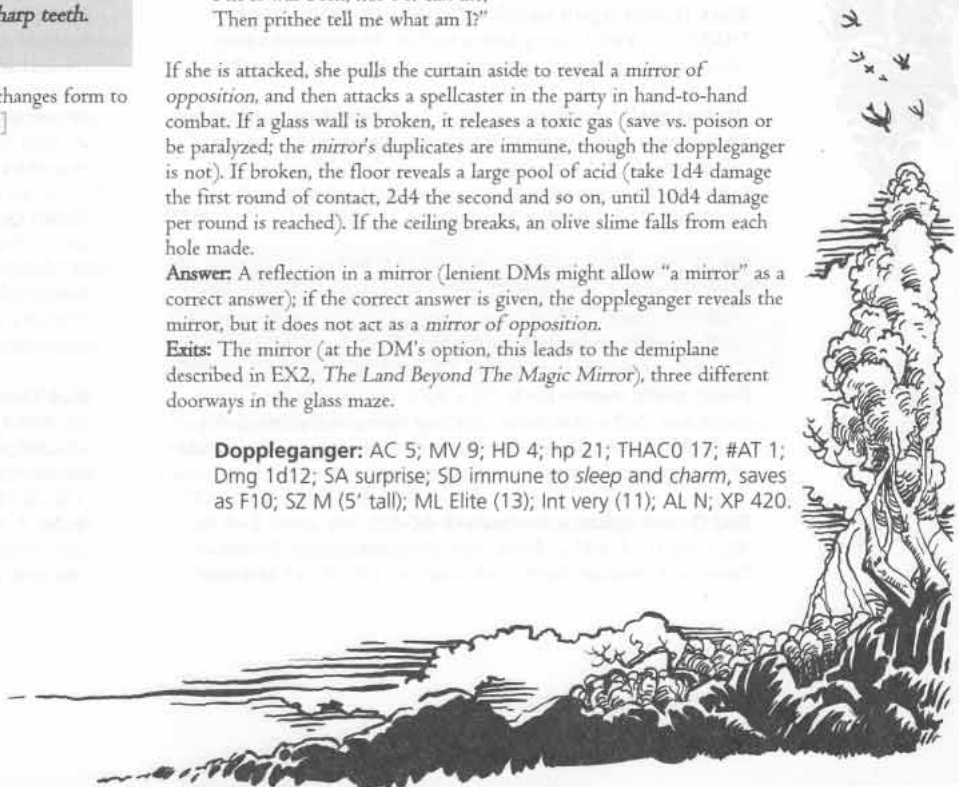 harp teeth.
changes form to
]
was born, nor can die,
Then prithee tell me what am I?"
If she is attacked, she pulls the curtain aside to reveal a mirror of
opposition, and then attacks a spellcaster in the party in hand-to-hand
combat. If a glass wall is broken, it releases a toxic gas (save vs. poison or
be paralyzed; the mirror's duplicates are immune, though the doppleganger
is not). If broken, the floor reveals a large pool of acid (take 1d4 damage
the first round of contact, 2d4 the second and so on, until 10d4 damage
per round is reached). If the ceiling breaks, an olive slime falls from each
hole made.
Answer: A reflection in a mirror (lenient DMs might allow "a mirror" as a
correct answer); if the correct answer is given, the doppleganger reveals the
mirror, but it does not act as a mirror of opposition.
Exits: The mirror (at the DM's option, this leads to the demiplane
described in EX2, The Land Beyond The Magic Mirror), three different
doorways in the glass maze.
Doppleganger: AC 5; MV 9; HD 4; hp 21; THAC0 17; #AT 1;
Dmg 1d12; SA surprise; SD immune to sleep and charm, saves
as F10; SZ M (5' tall); ML Elite (13); Int very (11); AL N; XP 420.